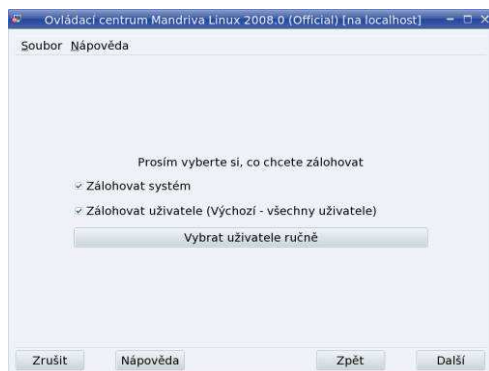 Ovládací centrum Mandriva Linux 2008.0 (Official) [na localhost]
Soubor Nápověda
Prosím vyberte si, co chcete zálohovat
Zálohovat systém
Zálohovat uživatele (Výchozí - všechny uživatele)
Vybrat uživatele ručně
Zrušit Nápověda Zpět Další